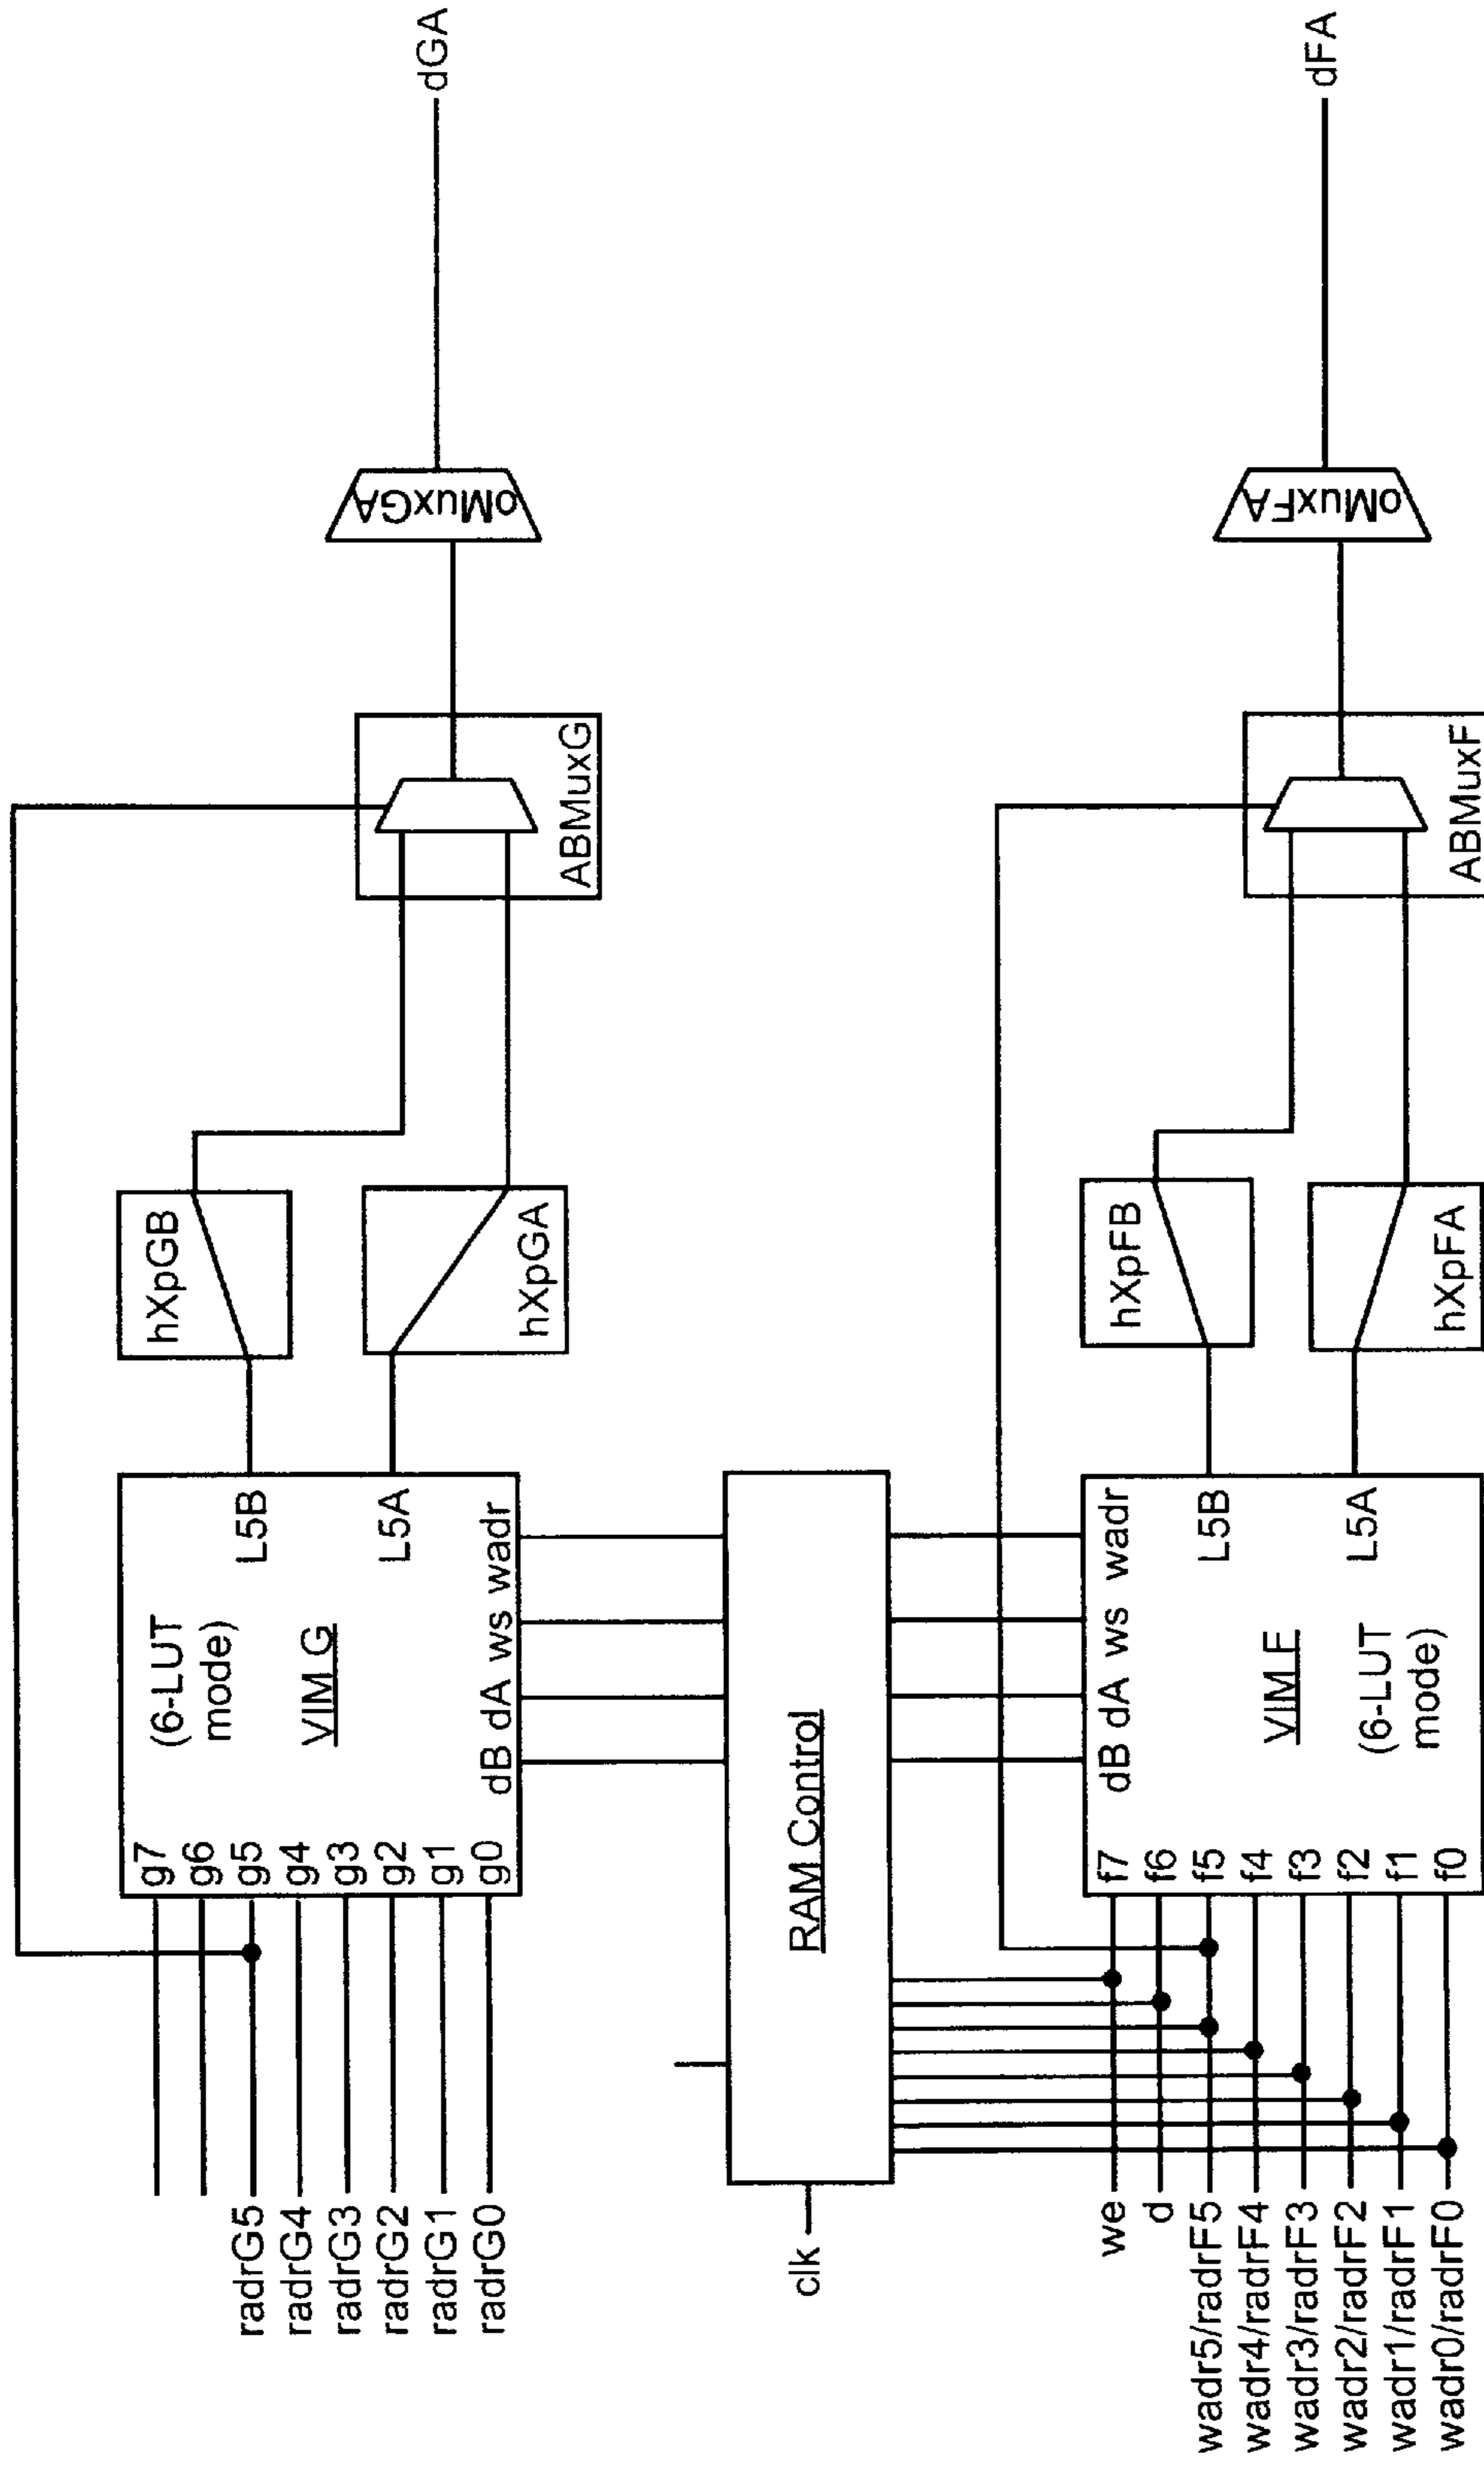 dGA
dFA
oMuxGA
oMuxFA
ABMuxG
ABMuxF
hXpGB
hXpGA
hXpFB
hXpFA
(6-LUT
mode)
VIM G
L5B
L5A
dB dA ws wadr
g7
g6
g5
g4
g3
g2
g1
g0
radrG5
radrG4
radrG3
radrG2
radrG1
radrG0
RAM Control
clk
dB dA ws wadr
L5B
L5A
VIM F
(6-LUT
mode)
f7
f6
f5
f4
f3
f2
f1
f0
we
d
wadr5/radrF5
wadr4/radrF4
wadr3/radrF3
wadr2/radrF2
wadr1/radrF1
wadr0/radrF0